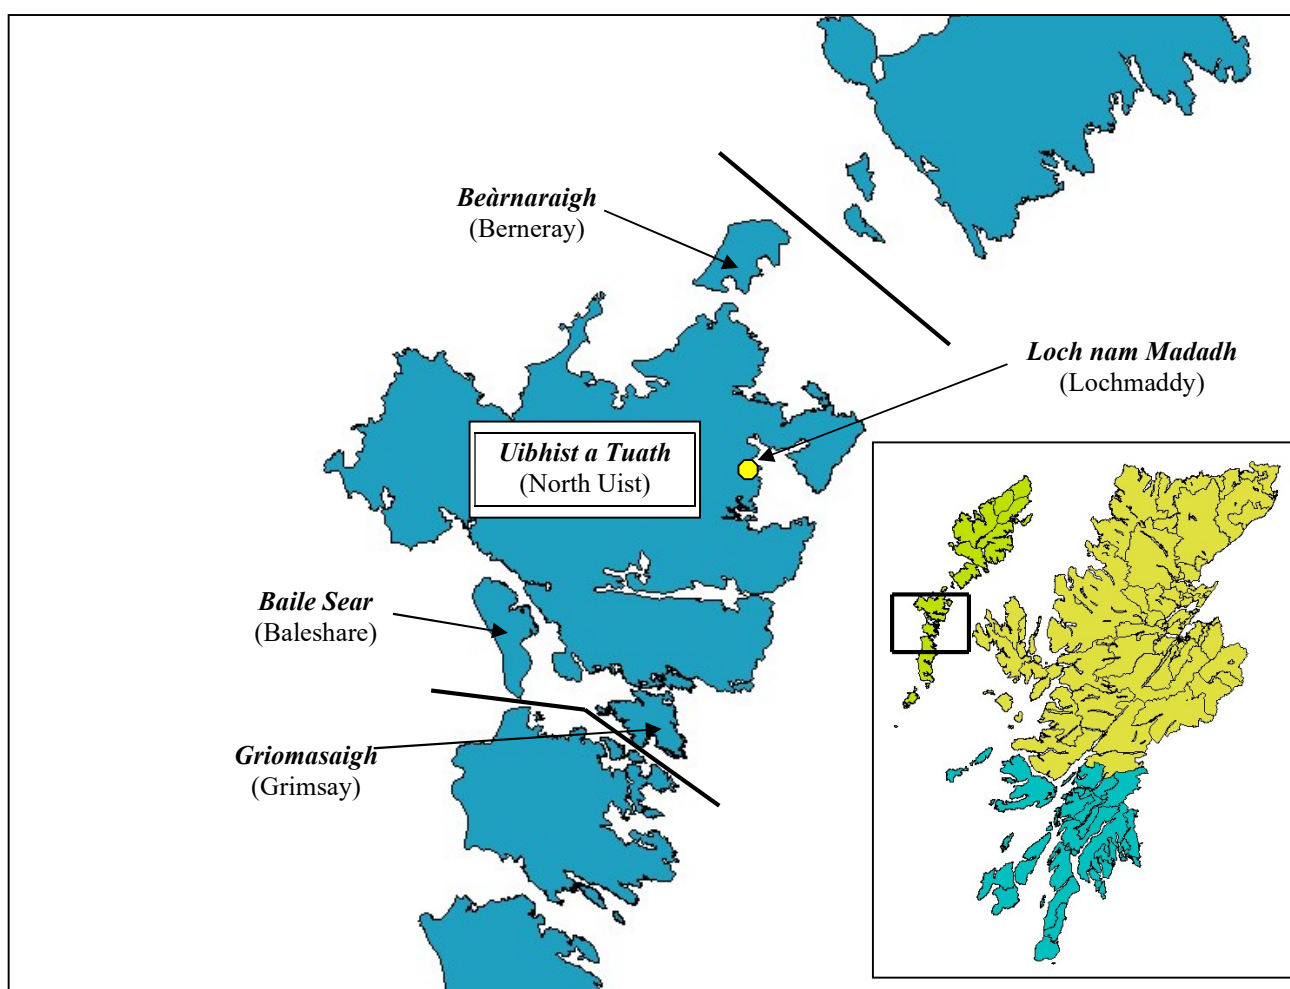 Beàrnaraigh
(Berneray)
Loch nam Madadh
(Lochmaddy)
Uibhist a Tuath
(North Uist)
Baile Sear
(Baleshare)
Griomasaigh
(Grimsay)